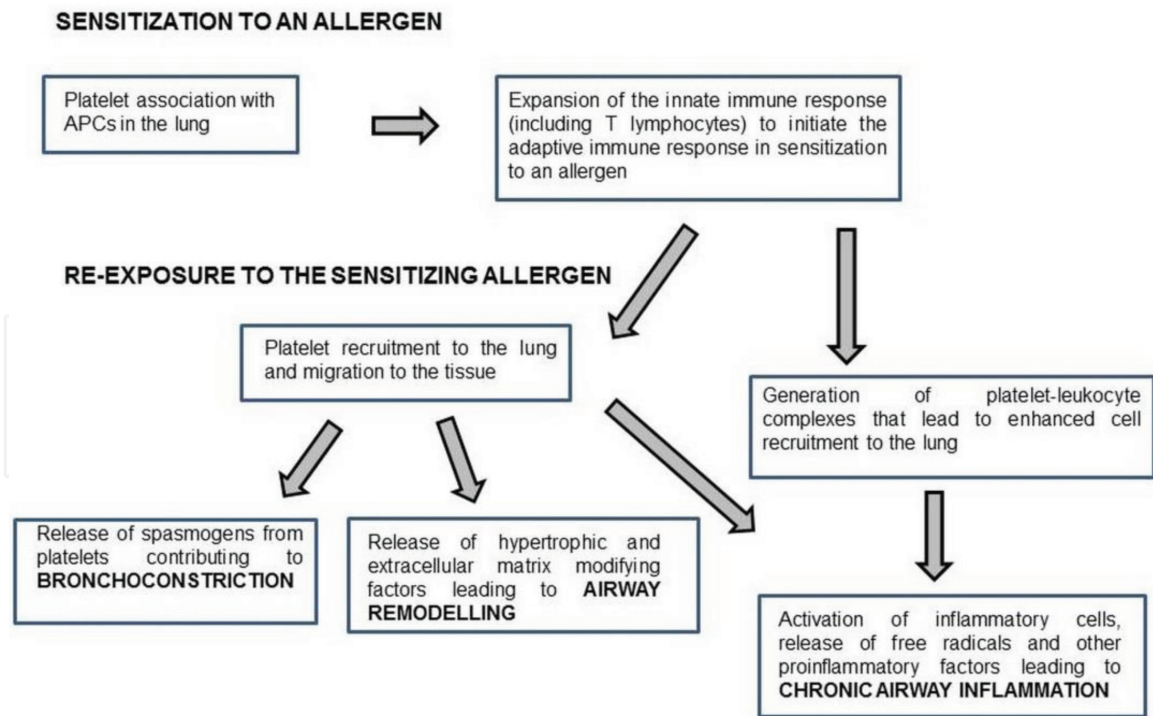 SENSITIZATION TO AN ALLERGEN
Platelet association with
APCs in the lung
Expansion of the innate immune response
(including T lymphocytes) to initiate the
adaptive immune response in sensitization
to an allergen
RE-EXPOSURE TO THE SENSITIZING ALLERGEN
Platelet recruitment to the lung
and migration to the tissue
Generation of platelet-leukocyte
complexes that lead to enhanced cell
recruitment to the lung
Release of spasmogens from
platelets contributing to
BRONCHOCONSTRICTION
Release of hypertrophic and
extracellular matrix modifying
factors leading to AIRWAY
REMODELLING
Activation of inflammatory cells,
release of free radicals and other
proinflammatory factors leading to
CHRONIC AIRWAY INFLAMMATION